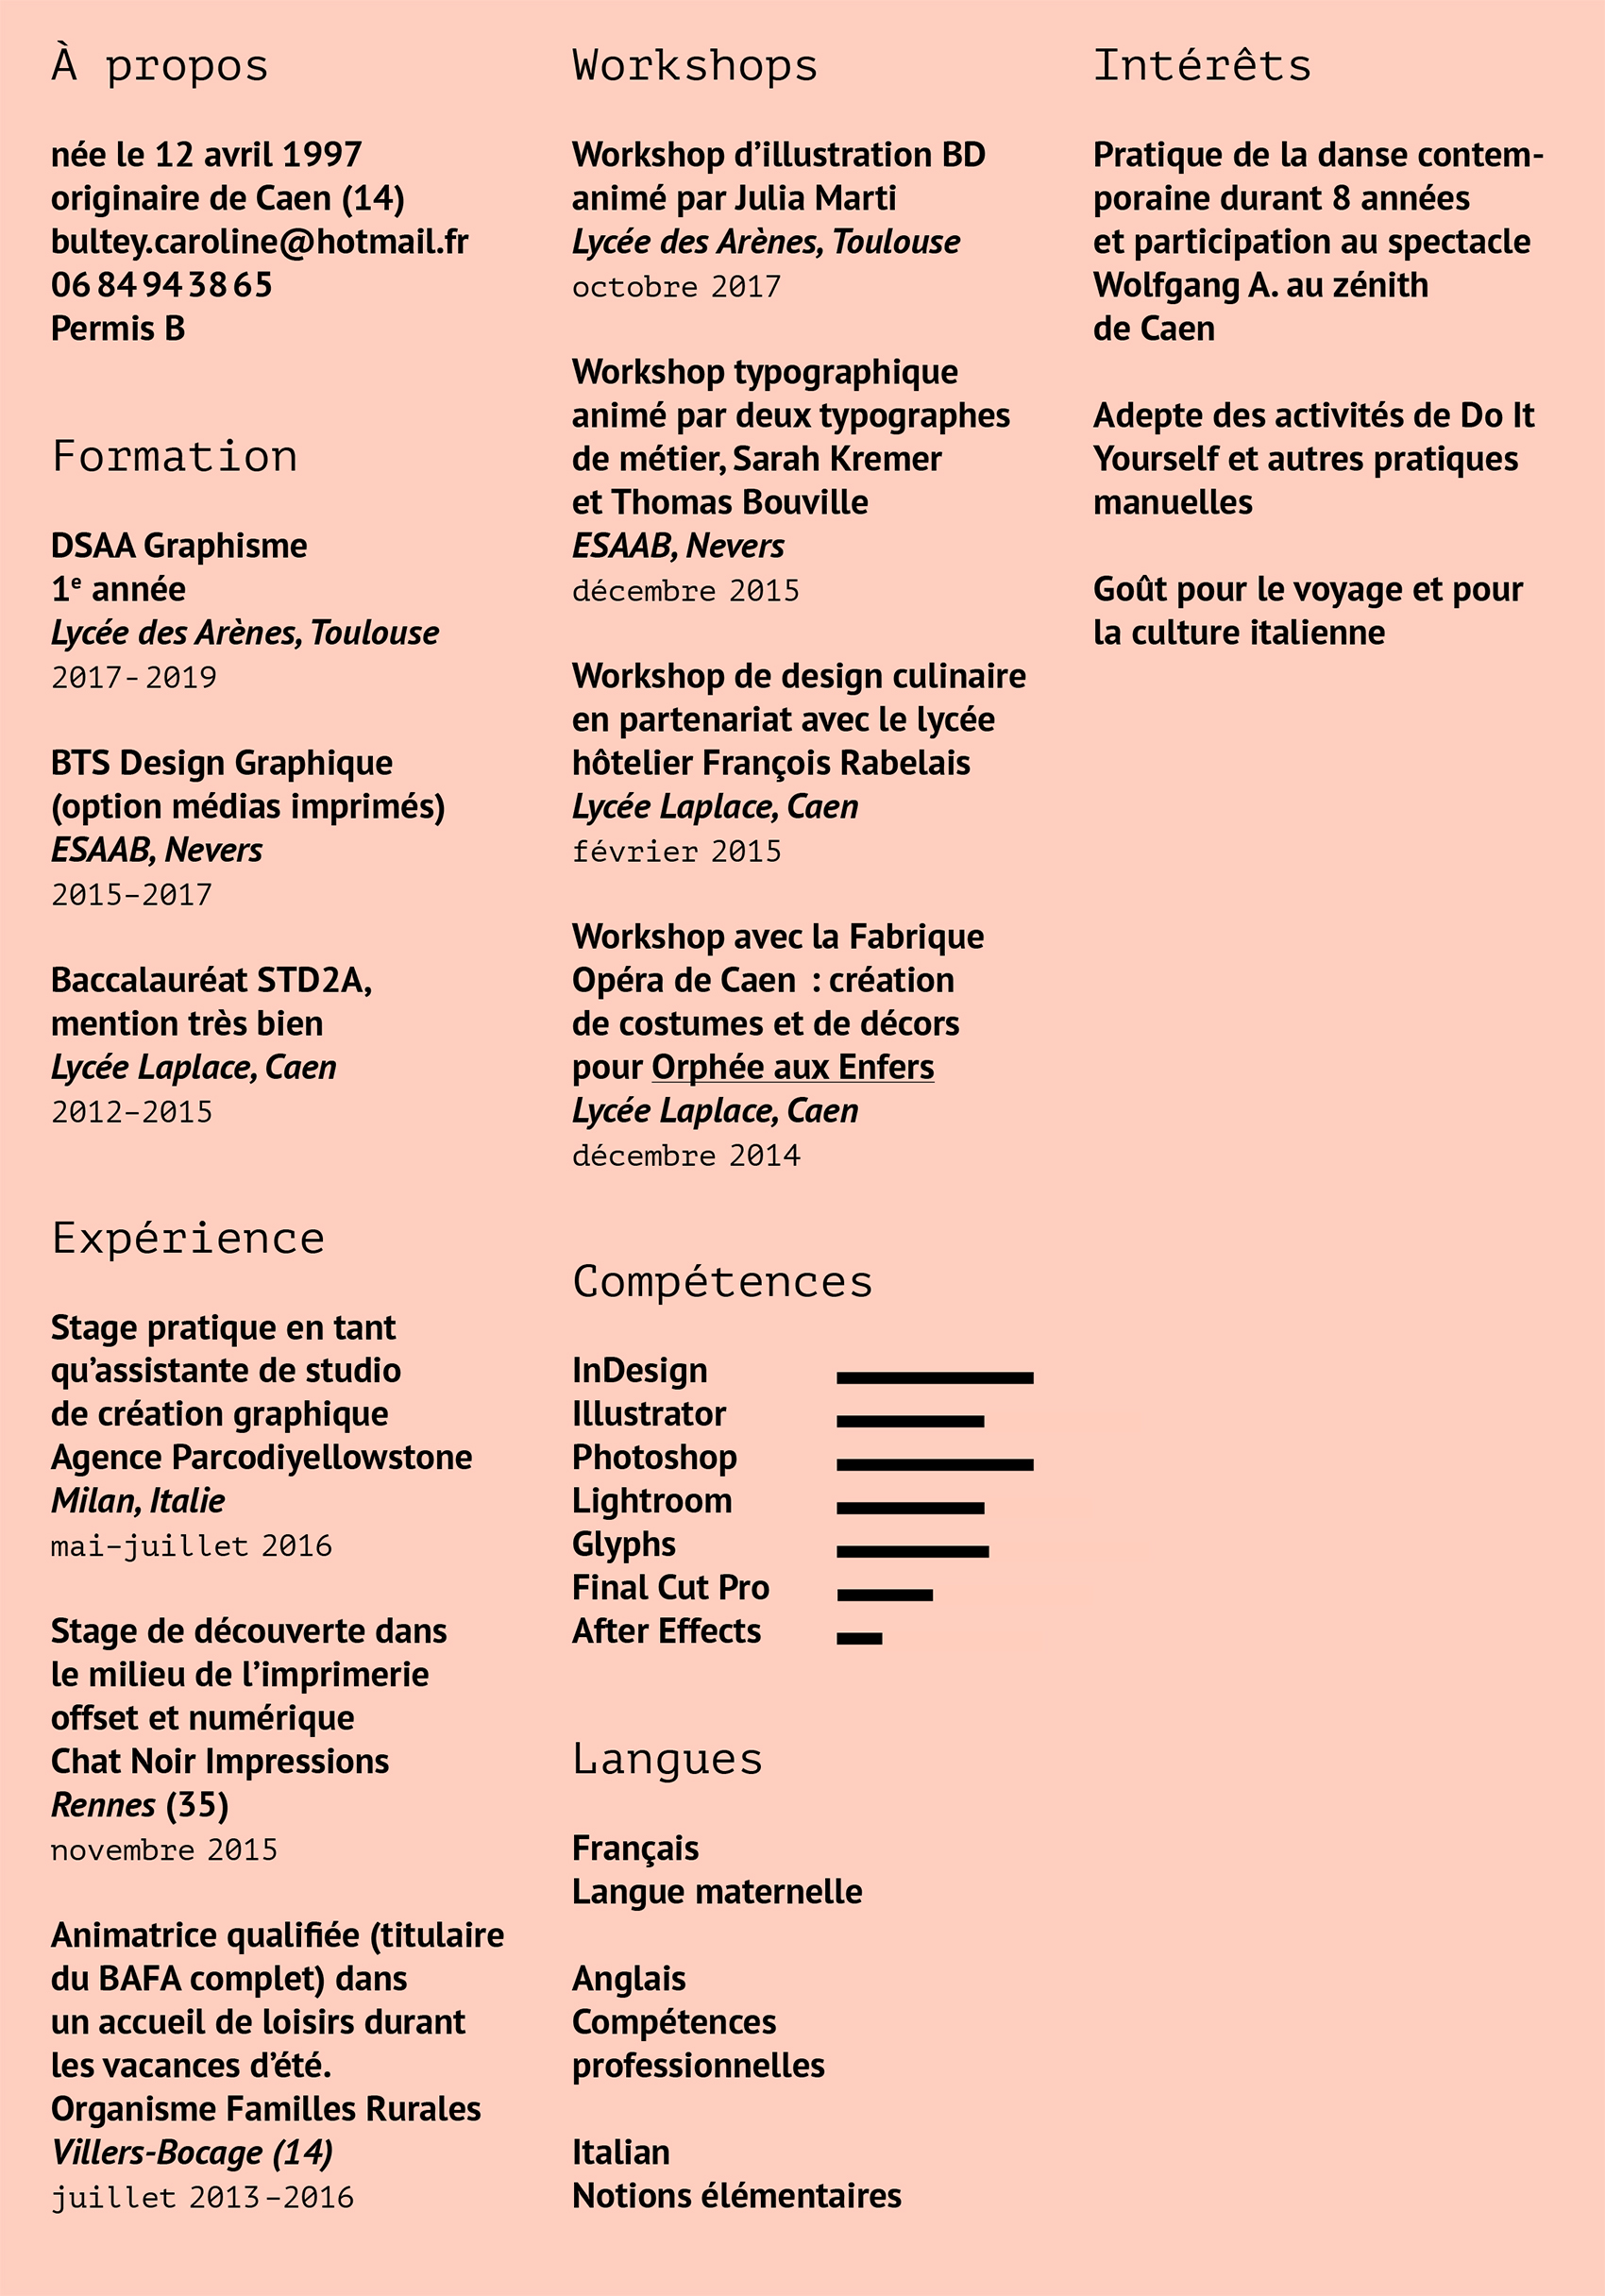 À propos
née le 12 avril 1997
originaire de Caen (14)
bultey.caroline@hotmail.fr
06 84 94 38 65
Permis B
Formation
DSAA Graphisme
1e année
Lycée des Arènes, Toulouse
2017-2019
BTS Design Graphique
(option médias imprimés)
ESAAB, Nevers
2015–2017
Baccalauréat STD2A,
mention très bien
Lycée Laplace, Caen
2012–2015
Expérience
Stage pratique en tant
qu’assistante de studio
de création graphique
Agence Parcodiyellowstone
Milan, Italie
mai–juillet 2016
Stage de découverte dans
le milieu de l’imprimerie
offset et numérique
Chat Noir Impressions
Rennes (35)
novembre 2015
Animatrice qualifiée (titulaire
du BAFA complet) dans
un accueil de loisirs durant
les vacances d’été.
Organisme Familles Rurales
Villers-Bocage (14)
juillet 2013–2016
Workshops
Workshop d’illustration BD
animé par Julia Marti
Lycée des Arènes, Toulouse
octobre 2017
Workshop typographique
animé par deux typographes
de métier, Sarah Kremer
et Thomas Bouville
ESAAB, Nevers
décembre 2015
Workshop de design culinaire
en partenariat avec le lycée
hôtelier François Rabelais
Lycée Laplace, Caen
février 2015
Workshop avec la Fabrique
Opéra de Caen : création
de costumes et de décors
pour Orphée aux Enfers
Lycée Laplace, Caen
décembre 2014
Compétences
InDesign
Illustrator
Photoshop
Lightroom
Glyphs
Final Cut Pro
After Effects
Langues
Français
Langue maternelle
Anglais
Compétences
professionnelles
Italian
Notions élémentaires
Intérêts
Pratique de la danse contem-
poraine durant 8 années
et participation au spectacle
Wolfgang A. au zénith
de Caen
Adepte des activités de Do It
Yourself et autres pratiques
manuelles
Goût pour le voyage et pour
la culture italienne